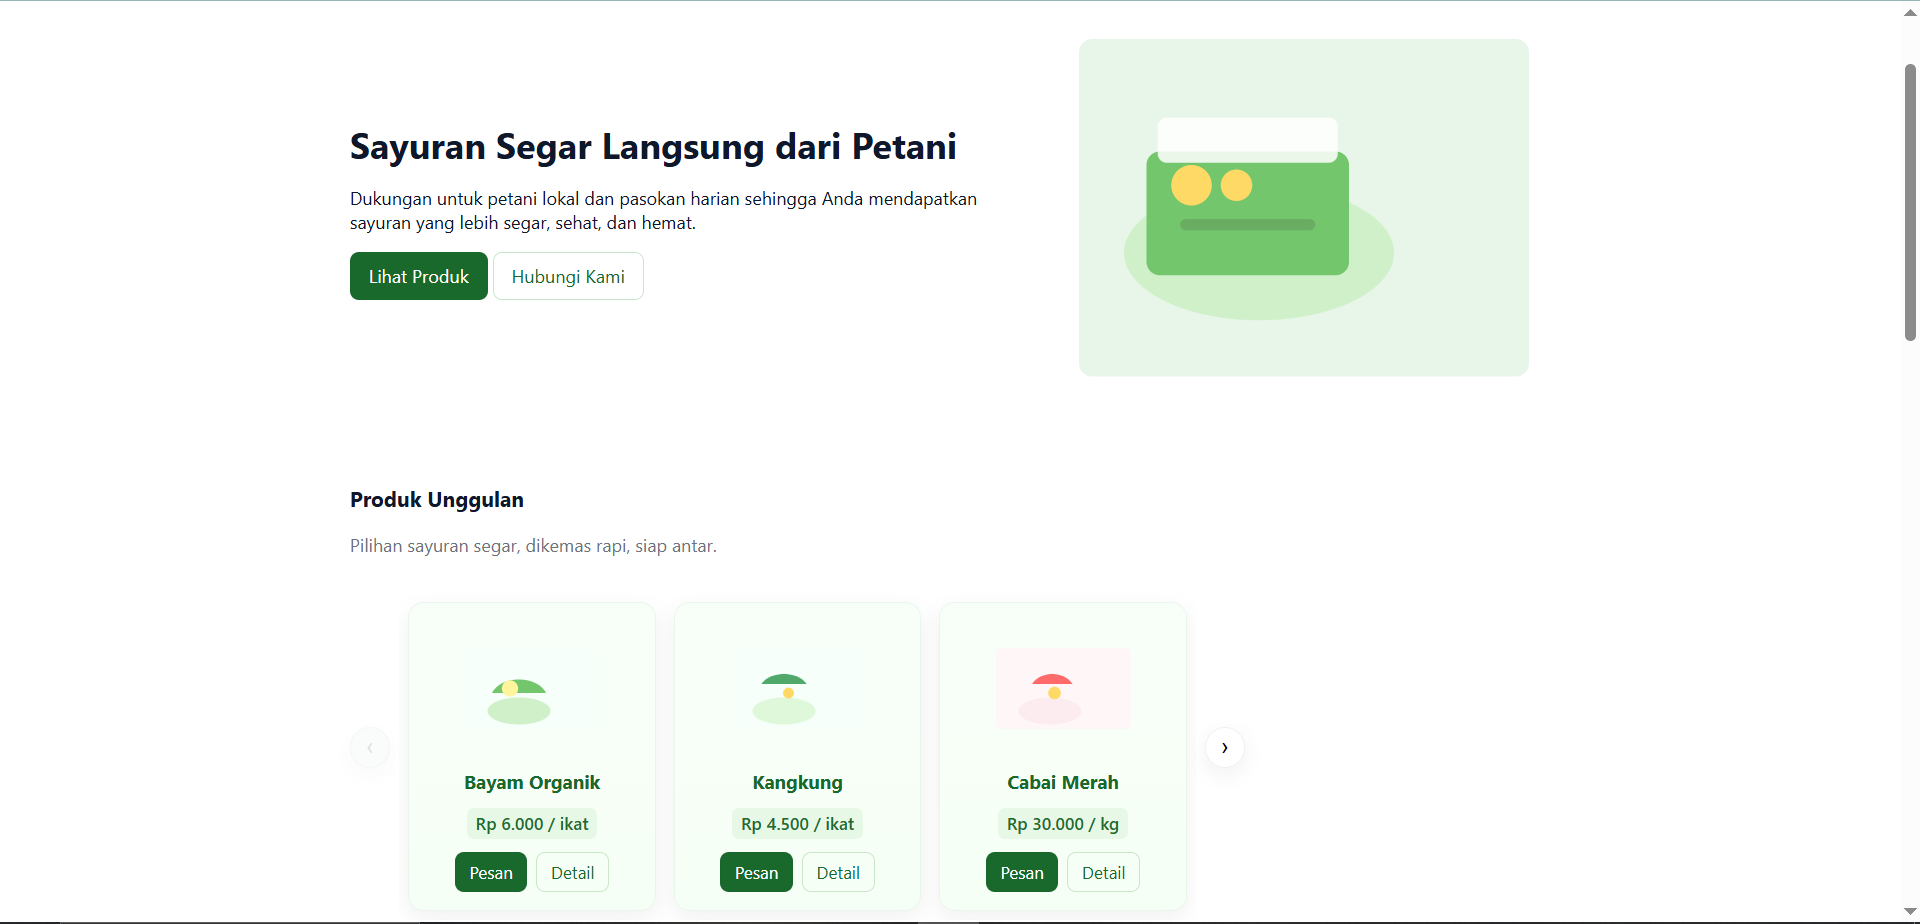 Sayuran Segar Langsung dari Petani
Dukungan untuk petani lokal dan pasokan harian sehingga Anda mendapatkan
sayuran yang lebih segar, sehat, dan hemat.
Lihat Produk
Hubungi Kami
Produk Unggulan
Pilihan sayuran segar, dikemas rapi, siap antar.
‹
Bayam Organik
Rp 6.000 / ikat
Pesan
Detail
Kangkung
Rp 4.500 / ikat
Pesan
Detail
Cabai Merah
Rp 30.000 / kg
Pesan
Detail
›